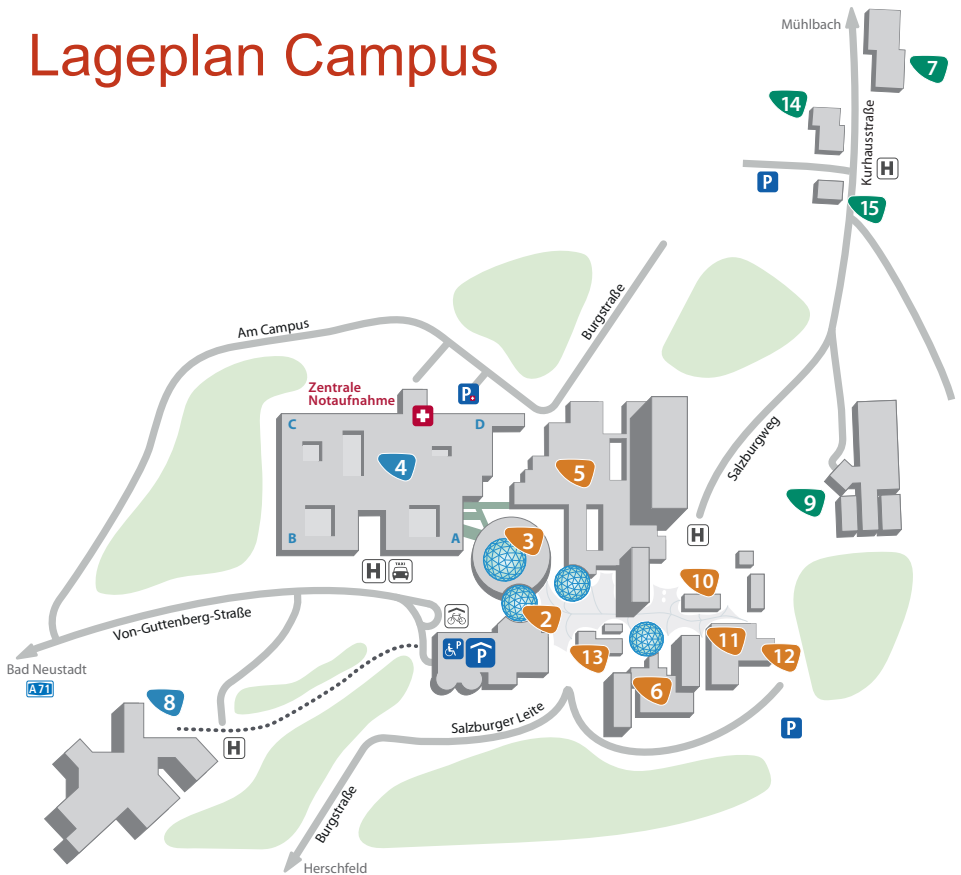 Lageplan Campus
Mühlbach
7
14
Kurhausstraße
H
P
15
Burgstraße
Am Campus
Zentrale
Notaufnahme
P
C
D
4
5
Salzburgweg
9
B
A
3
H
H
TAXI
10
2
Von-Guttenberg-Straße
P
P
11
13
12
Bad Neustadt
A71
6
8
Salzburger Leite
P
H
Burgstraße
Herschfeld